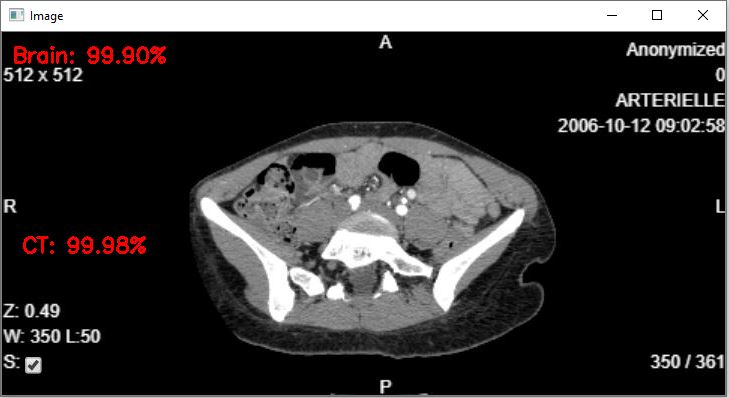 Image
A
Brain: 99.90%
Anonymized
512 x 512
0
ARTERIELLE
2006-10-12 09:02:58
R
L
CT: 99.98%
Z: 0.49
W: 350 L:50
S:
350 / 361
P